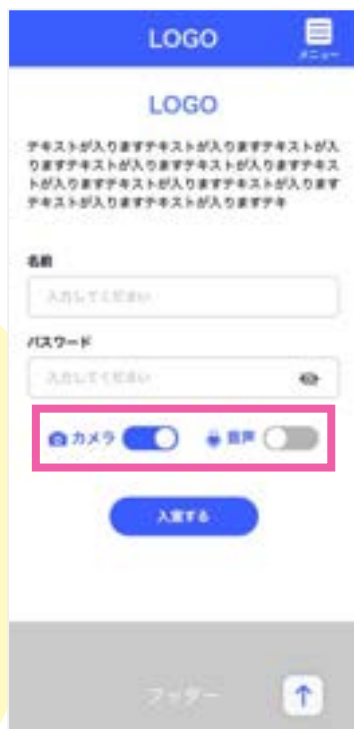 LOGO
メニュー
LOGO
テキストが入りますテキストが入りますテキストが入
りますテキストが入りますテキストが入りますテキス
トが入りますテキストが入りますテキストが入ります
テキストが入りますテキストが入りますテキ
名前
入力してください
パスワード
入力してください
カメラ
音声
入室する
フッター